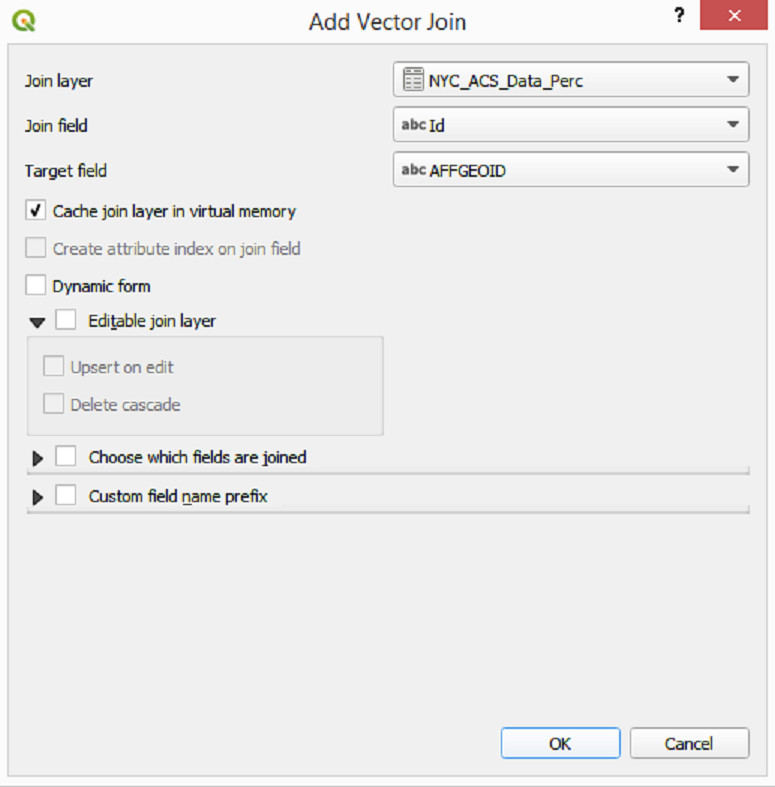 Add Vector Join ?
Join layer NYC_ACS_Data_Perc
Join field abc Id
Target field abc AFFGEOID
Cache join layer in virtual memory
Create attribute index on join field
Dynamic form
Editable join layer
Upsert on edit
Delete cascade
Choose which fields are joined
Custom field name prefix
OK Cancel